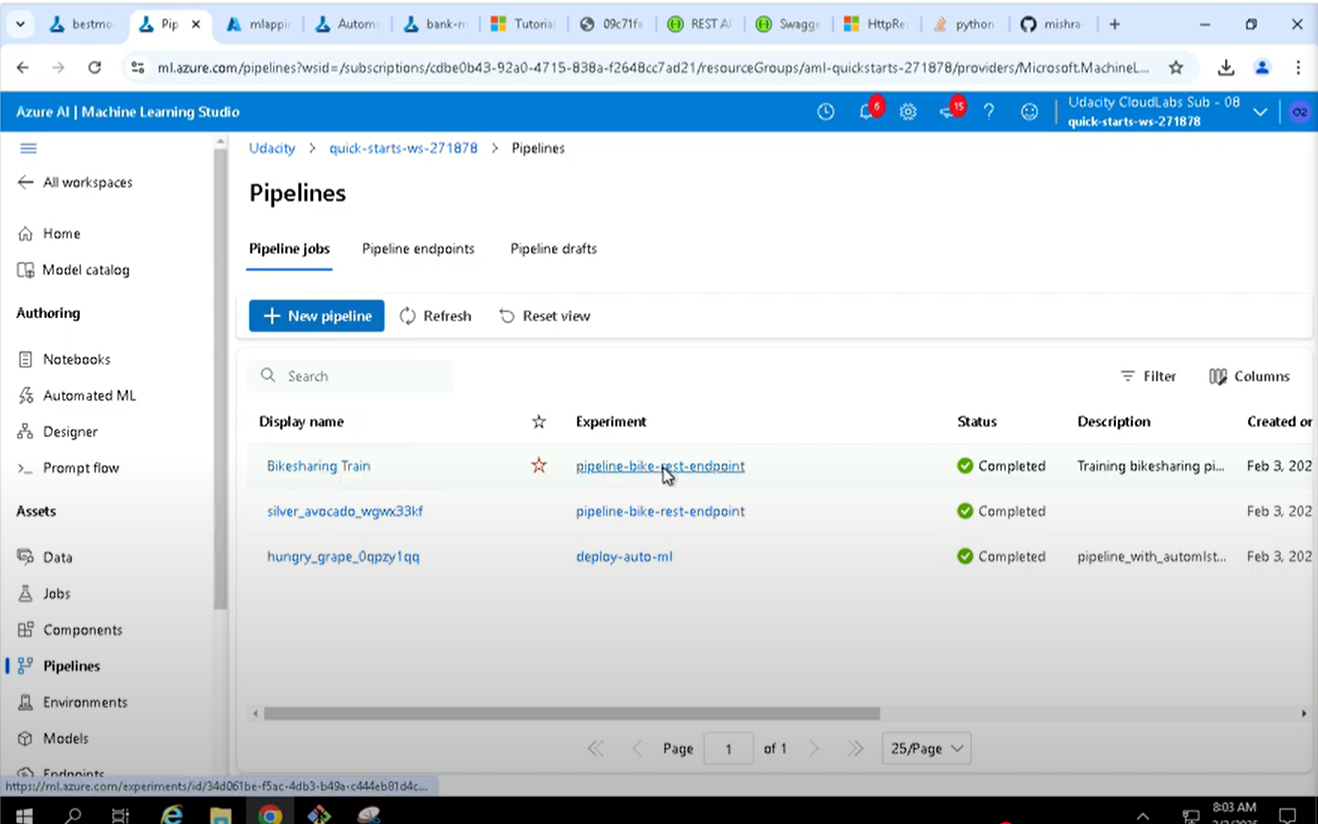 bestmo
Pip
mlappi
Autom
bank-m
Tutoria
09c71f
REST A
Swagge
HttpRe
python
mishra-
ml.azure.com/pipelines?wsid=/subscriptions/cdbe0b43-92a0-4715-838a-f2648cc7ad21/resourceGroups/aml-quickstarts-271878/providers/Microsoft.MachineL...
Azure AI | Machine Learning Studio
6
15
?
Udacity CloudLabs Sub - 08
quick-starts-ws-271878
O2
Udacity > quick-starts-ws-271878 > Pipelines
All workspaces
Home
Model catalog
Authoring
Notebooks
Automated ML
Designer
Prompt flow
Assets
Data
Jobs
Components
Pipelines
Environments
Models
Endpoints
Pipelines
Pipeline jobs Pipeline endpoints Pipeline drafts
+ New pipeline Refresh Reset view
Search Filter Columns
Display name Experiment Status Description Created on
Bikesharing Train pipeline-bike-rest-endpoint Completed Training bikesharing pi... Feb 3, 202
silver_avocado_wgwx33kf pipeline-bike-rest-endpoint Completed Feb 3, 202
hungry_grape_0qpzy1qq deploy-auto-ml Completed pipeline_with_automlst... Feb 3, 202
Page 1 of 1 25/Page
https://ml.azure.com/experiments/id/34d061be-f5ac-4db3-b49a-c444eb81d4c...
8:03 AM